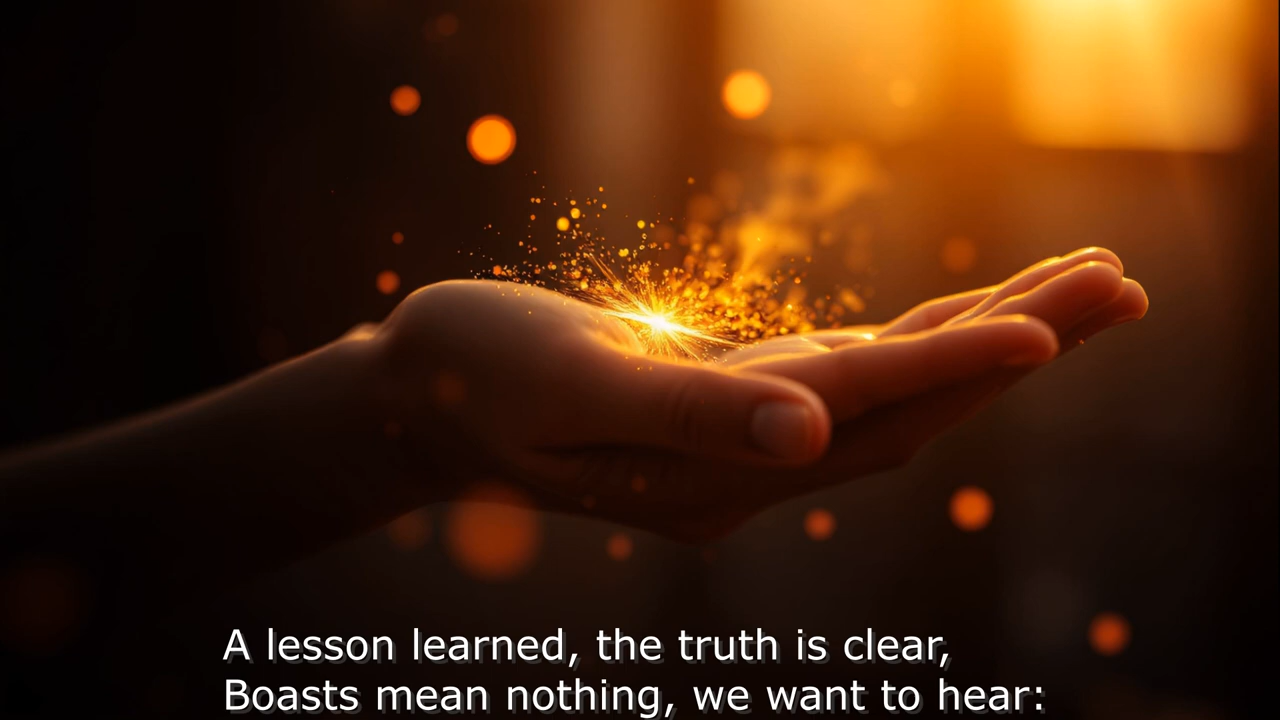 A lesson learned, the truth is clear,
Boasts mean nothing, we want to hear: